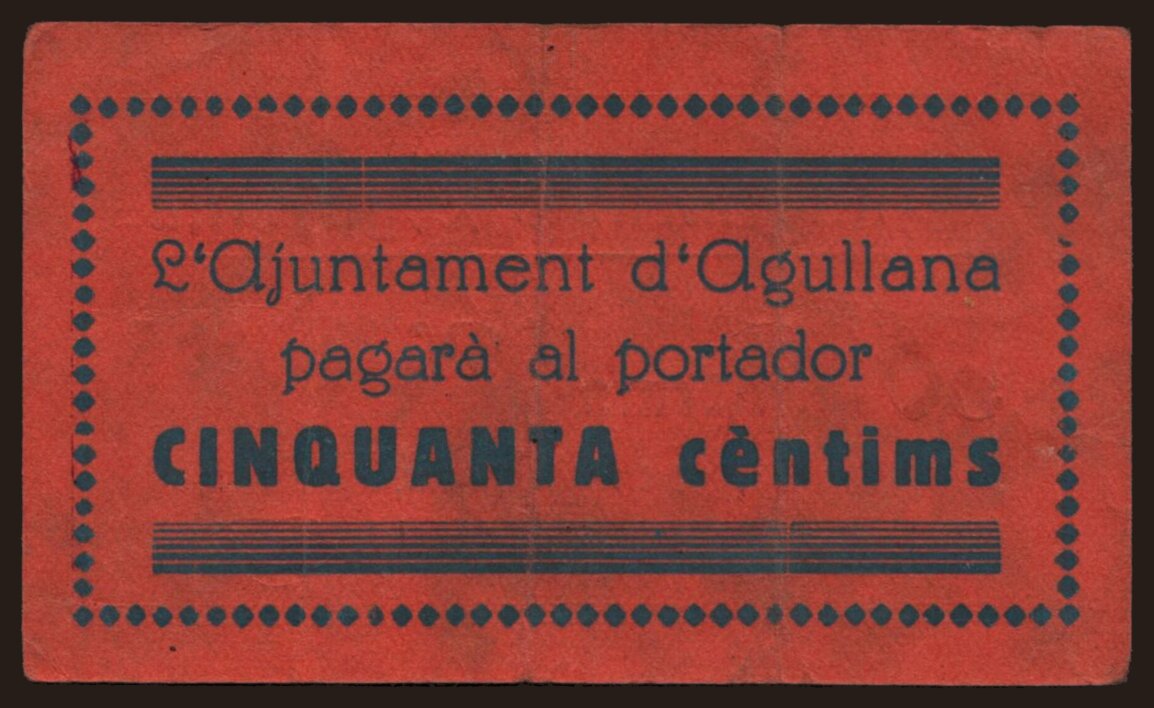 L'Ajuntament d'Agullana
pagarà al portador
CINQUANTA cèntims